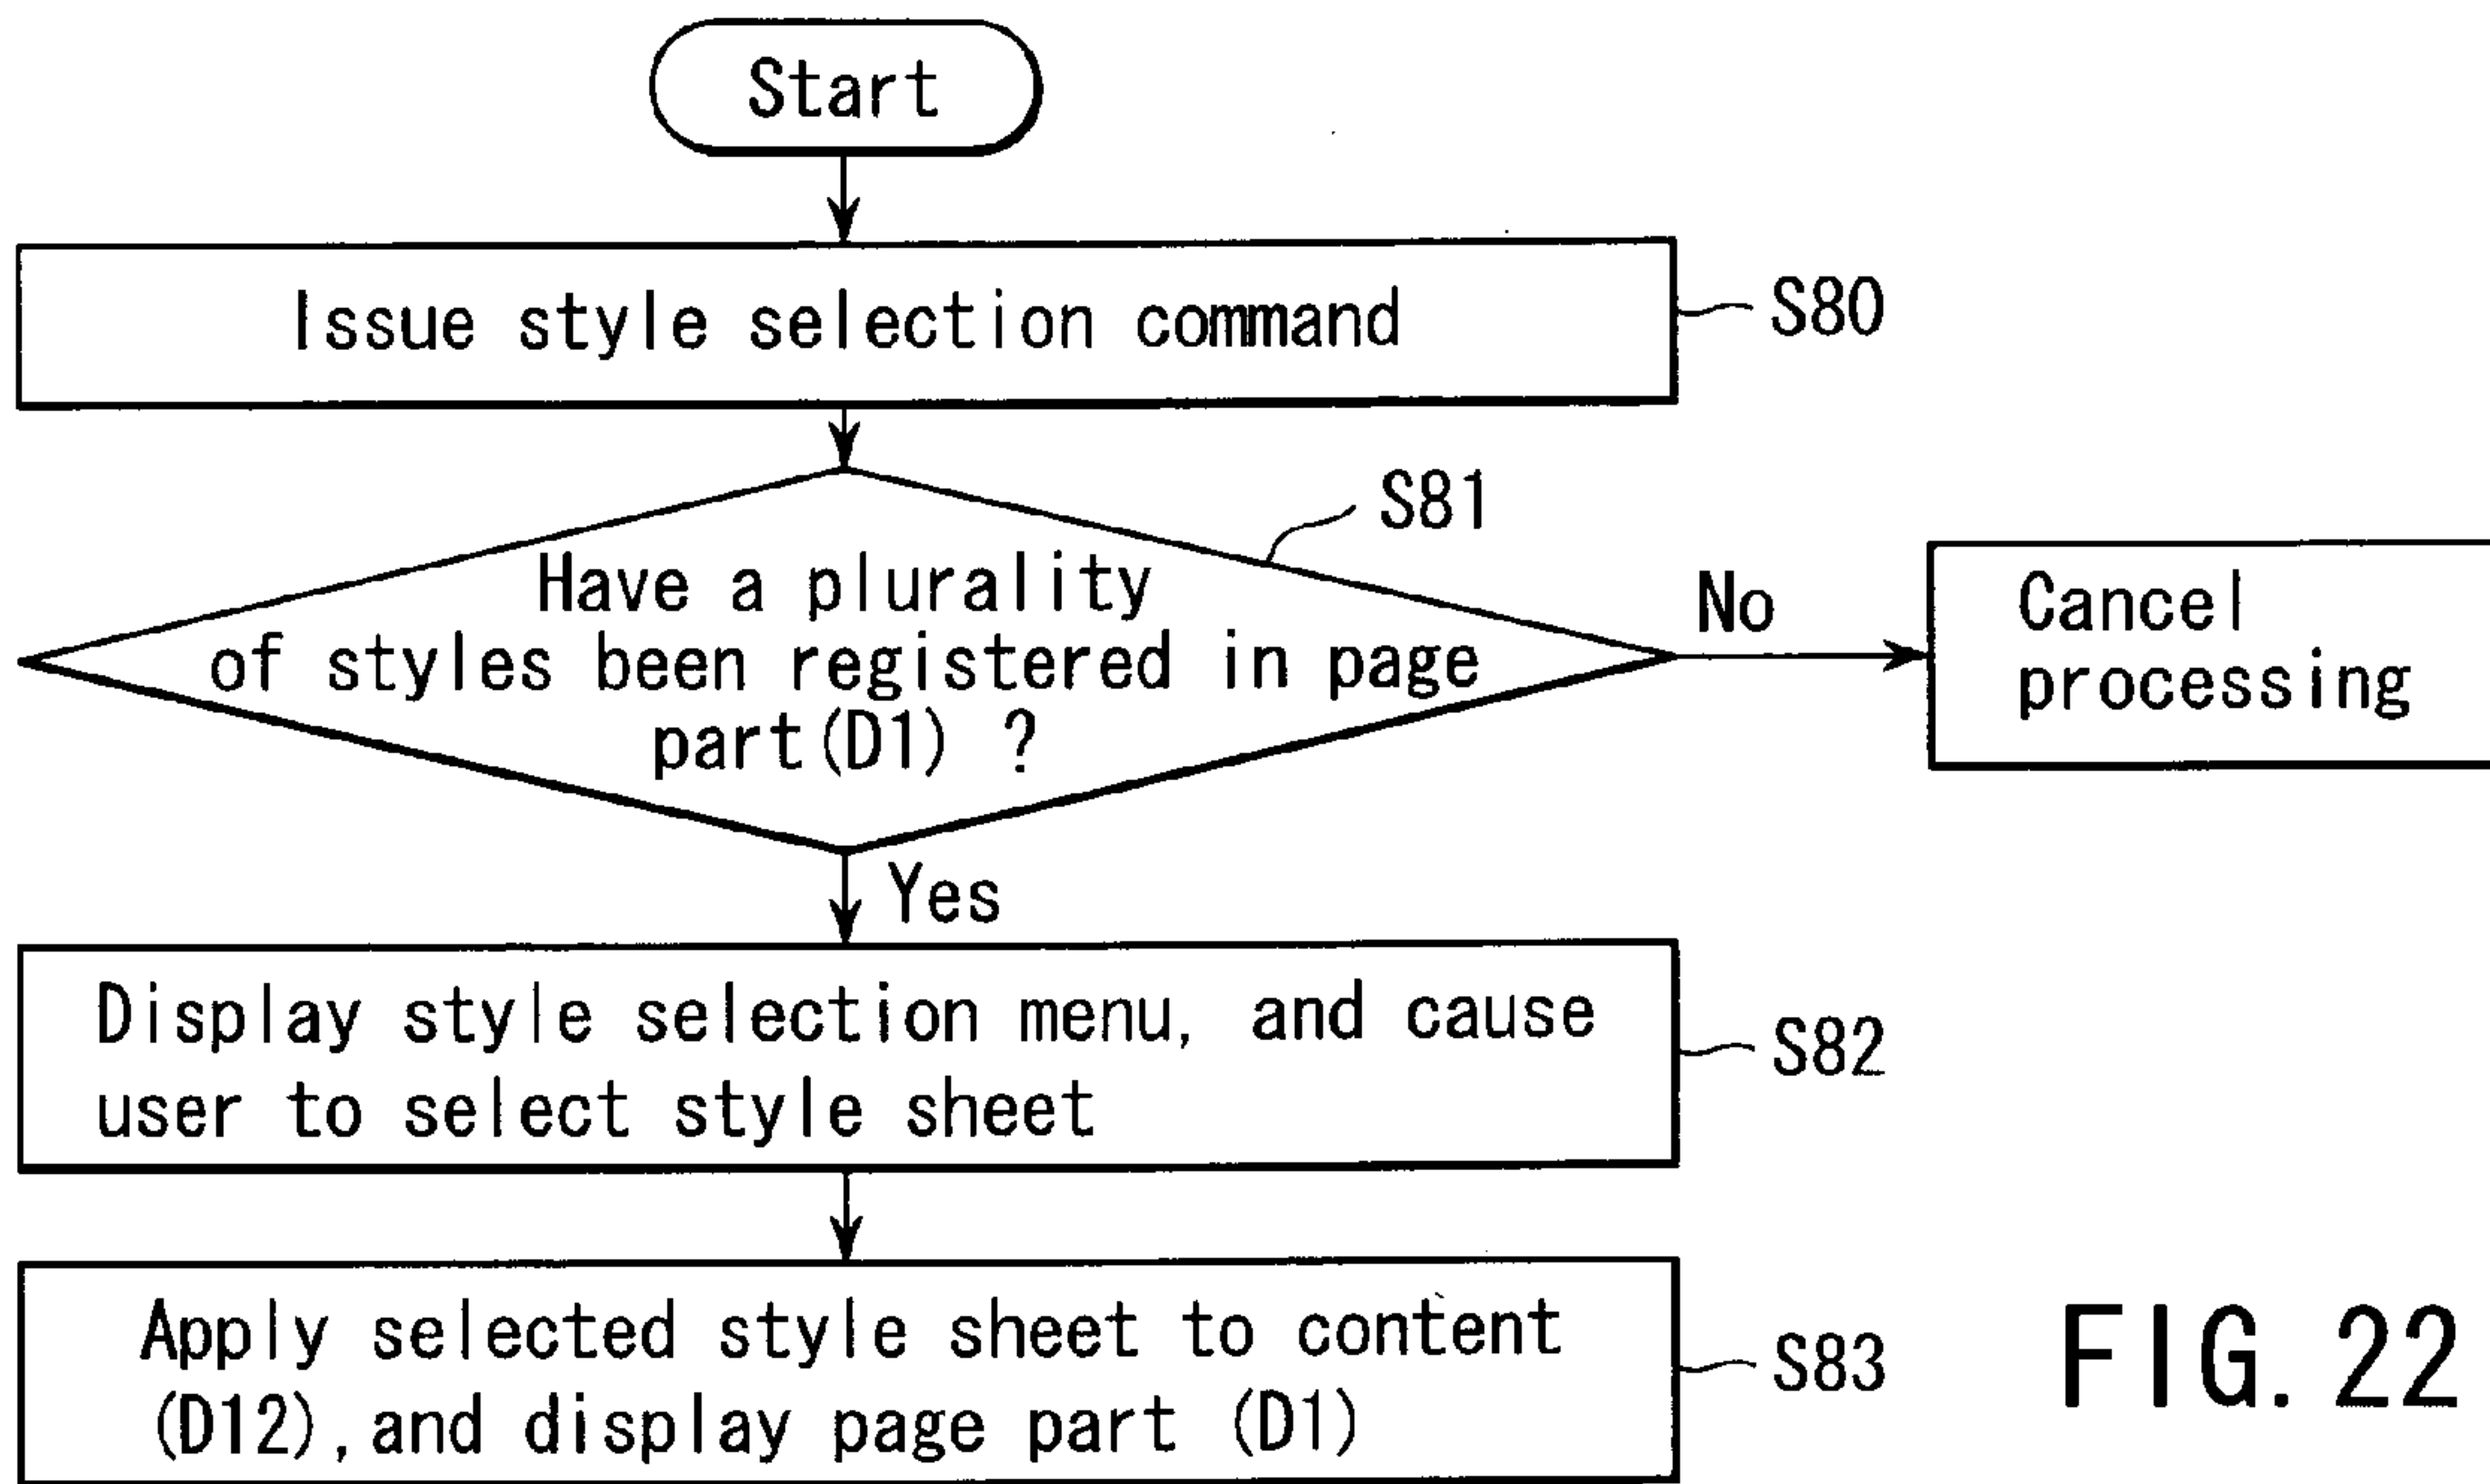 Start
Issue style selection command
S80
S81
Have a plurality
of styles been registered in page
part(D1) ?
No
Cancel
processing
Yes
Display style selection menu, and cause
user to select style sheet
S82
Apply selected style sheet to content
(D12), and display page part (D1)
S83
FIG. 22